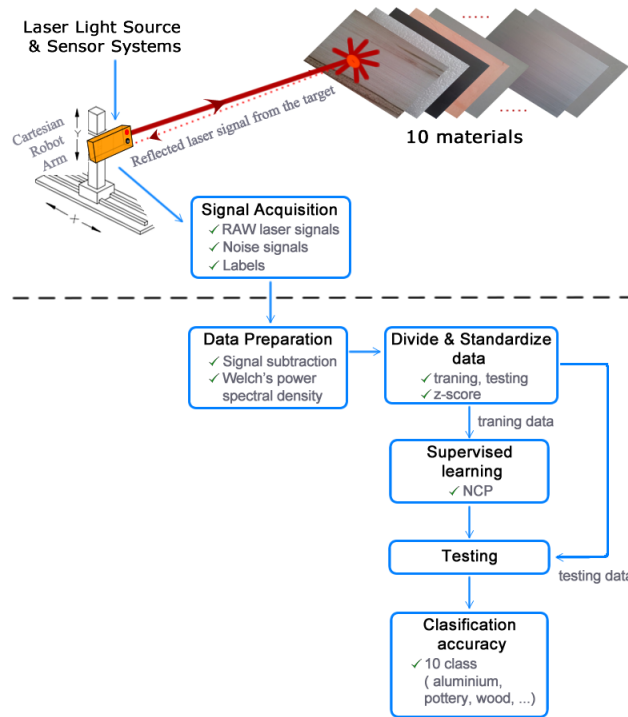 Laser Light Source
& Sensor Systems
Cartesian
Robot
Arm
Y
X
Reflected laser signal from the target
.....
.....
10 materials
Signal Acquisition
✓ RAW laser signals
✓ Noise signals
✓ Labels
Data Preparation
✓ Signal subtraction
✓ Welch's power
spectral density
Divide & Standardize
data
✓ traning, testing
✓ z-score
traning data
Supervised
learning
✓ NCP
Testing
testing data
Clasification
accuracy
✓ 10 class
( aluminium,
pottery, wood, ...)